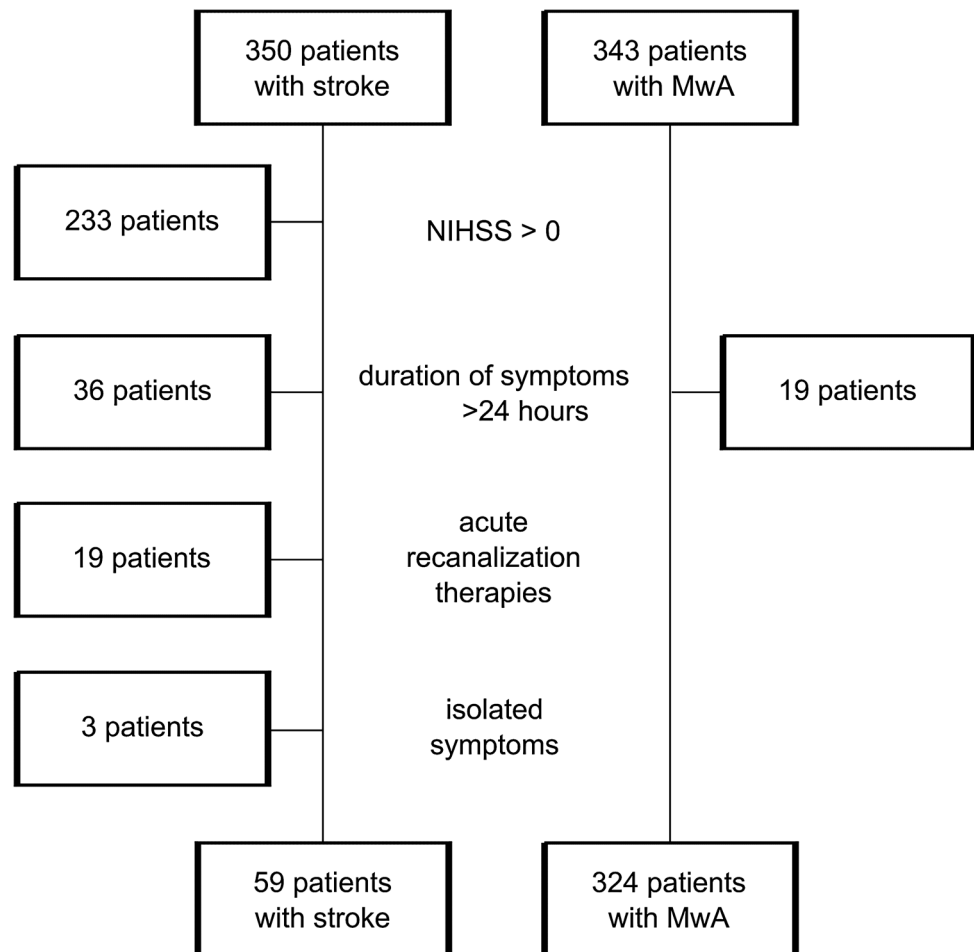 350 patients
with stroke
343 patients
with MwA
233 patients
NIHSS > 0
36 patients
duration of symptoms
>24 hours
19 patients
19 patients
acute
recanalization
therapies
3 patients
isolated
symptoms
59 patients
with stroke
324 patients
with MwA